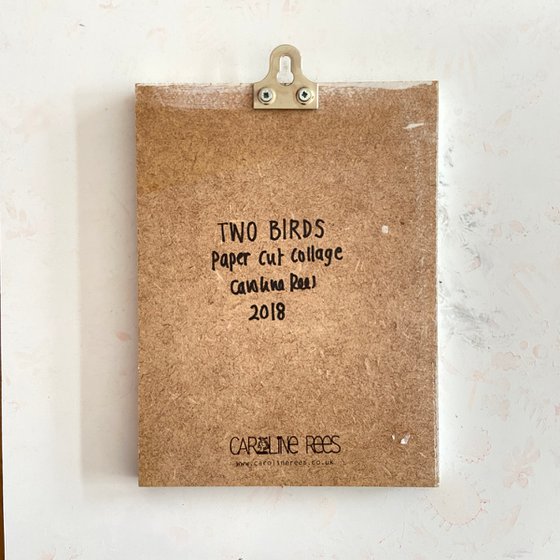 TWO BIRDS
Paper Cut Collage
Caroline Rees
2018
CAROLINE REES
www.carolinerees.co.uk